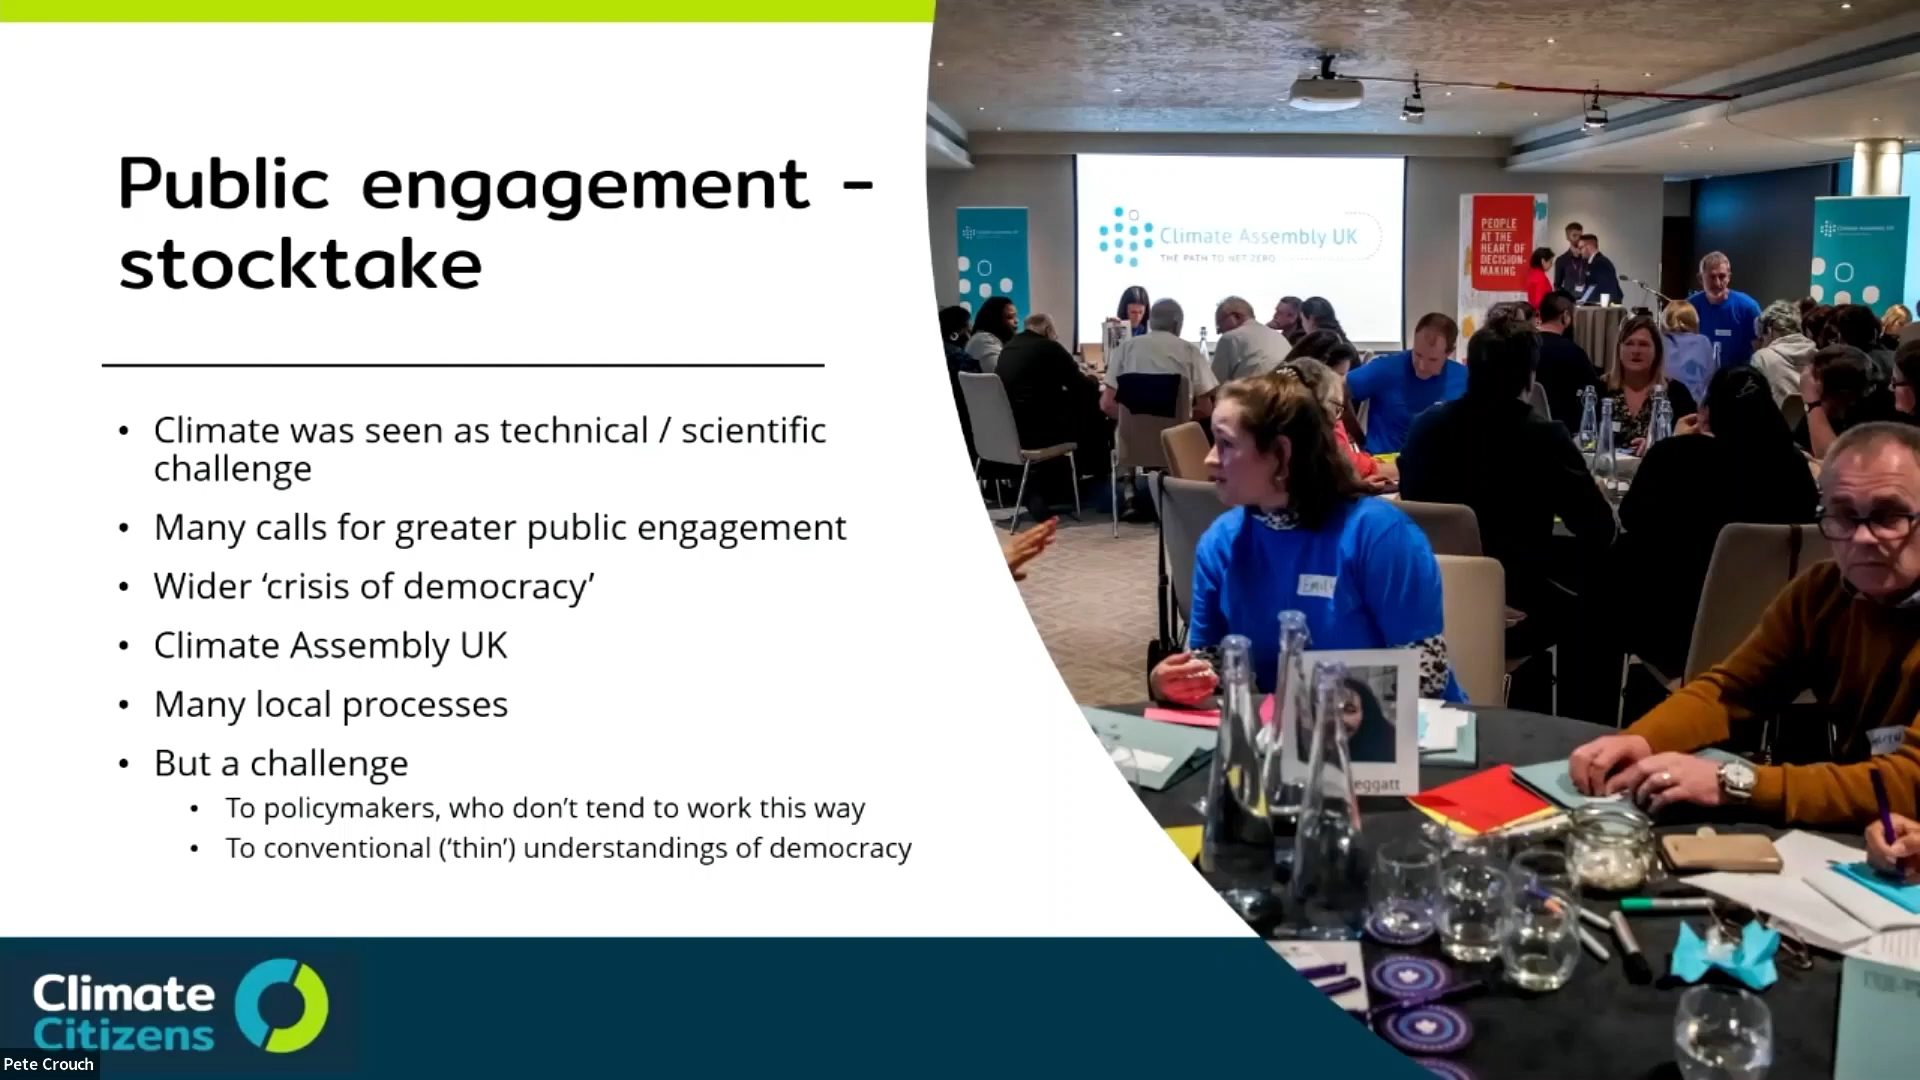 Public engagement -
stocktake
• Climate was seen as technical / scientific
challenge
• Many calls for greater public engagement
• Wider ‘crisis of democracy’
• Climate Assembly UK
• Many local processes
• But a challenge
• To policymakers, who don’t tend to work this way
• To conventional (‘thin’) understandings of democracy
Climate Assembly UK
THE PATH TO NET ZERO
PEOPLE
AT THE
HEART OF
DECISION-
MAKING
eggatt
Climate
Citizens
Pete Crouch